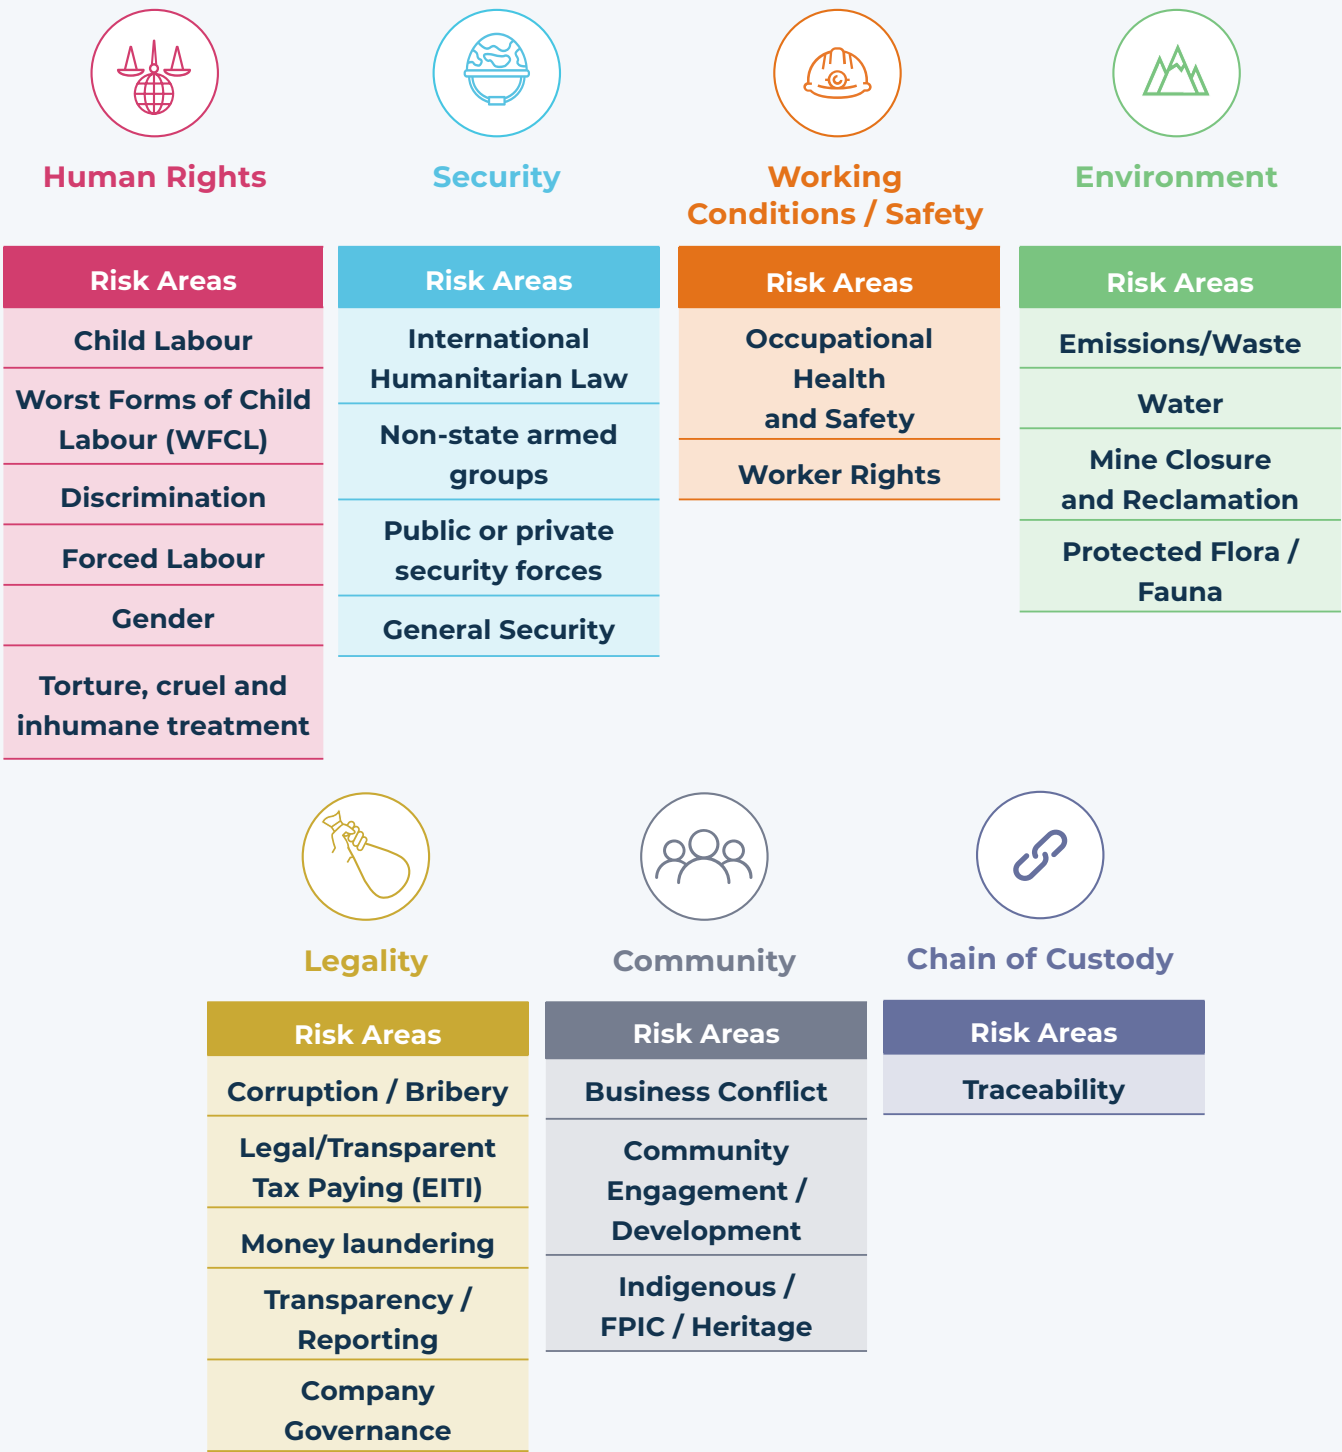 Human Rights
Risk Areas
Child Labour
Worst Forms of Child
Labour (WFCL)
Discrimination
Forced Labour
Gender
Torture, cruel and
inhumane treatment
Security
Risk Areas
International
Humanitarian Law
Non-state armed
groups
Public or private
security forces
General Security
Working
Conditions / Safety
Risk Areas
Occupational
Health
and Safety
Worker Rights
Environment
Risk Areas
Emissions/Waste
Water
Mine Closure
and Reclamation
Protected Flora /
Fauna
Legality
Risk Areas
Corruption / Bribery
Legal/Transparent
Tax Paying (EITI)
Money laundering
Transparency /
Reporting
Company
Governance
Community
Risk Areas
Business Conflict
Community
Engagement /
Development
Indigenous /
FPIC / Heritage
Chain of Custody
Risk Areas
Traceability